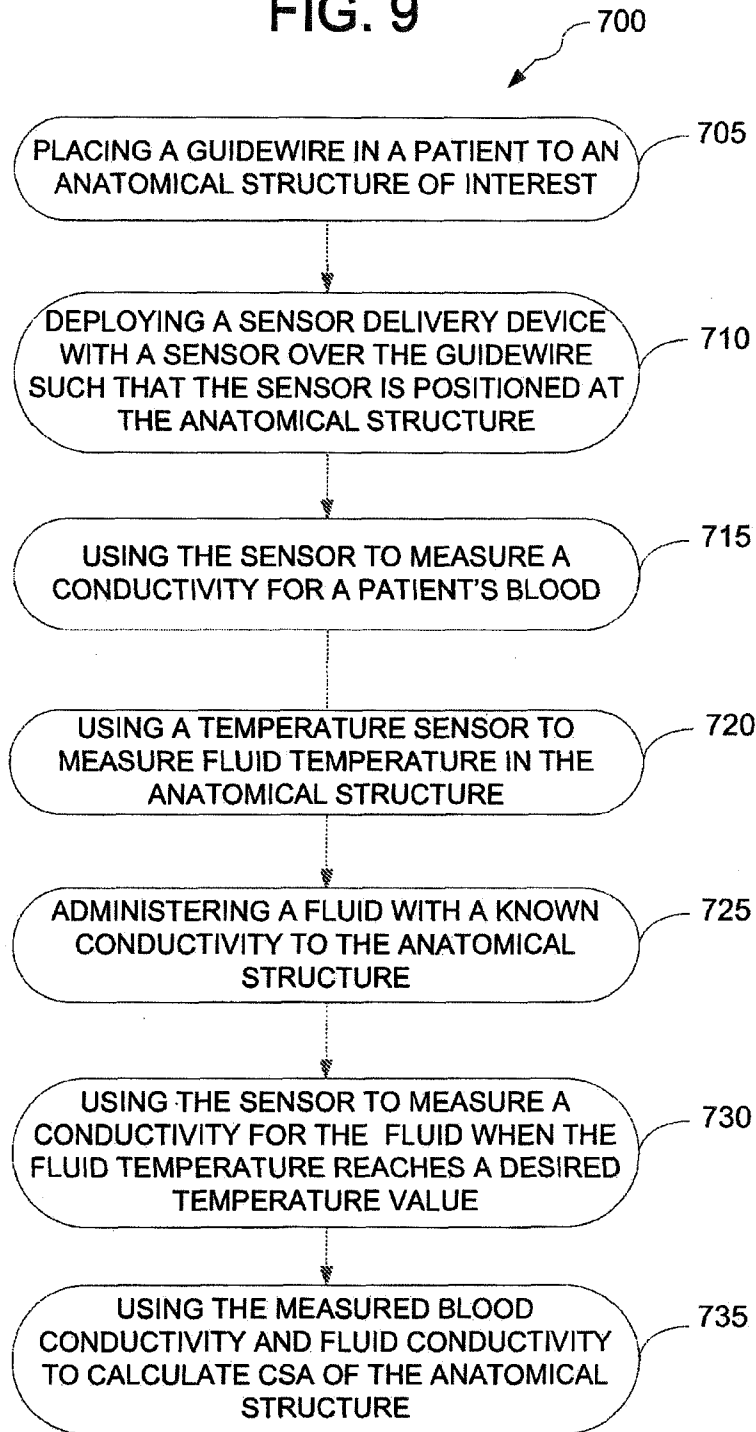 FIG. 9
700
PLACING A GUIDEWIRE IN A PATIENT TO AN
ANATOMICAL STRUCTURE OF INTEREST
705
DEPLOYING A SENSOR DELIVERY DEVICE
WITH A SENSOR OVER THE GUIDEWIRE
SUCH THAT THE SENSOR IS POSITIONED AT
THE ANATOMICAL STRUCTURE
710
USING THE SENSOR TO MEASURE A
CONDUCTIVITY FOR A PATIENT'S BLOOD
715
USING A TEMPERATURE SENSOR TO
MEASURE FLUID TEMPERATURE IN THE
ANATOMICAL STRUCTURE
720
ADMINISTERING A FLUID WITH A KNOWN
CONDUCTIVITY TO THE ANATOMICAL
STRUCTURE
725
USING THE SENSOR TO MEASURE A
CONDUCTIVITY FOR THE FLUID WHEN THE
FLUID TEMPERATURE REACHES A DESIRED
TEMPERATURE VALUE
730
USING THE MEASURED BLOOD
CONDUCTIVITY AND FLUID CONDUCTIVITY
TO CALCULATE CSA OF THE ANATOMICAL
STRUCTURE
735